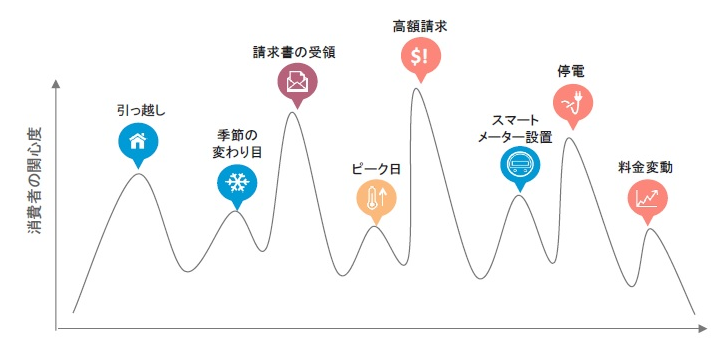 高額請求
請求書の受領
停電
引っ越し
スマート
メーター設置
季節の
変わり目
ピーク日
料金変動
$!
消費者の関心度